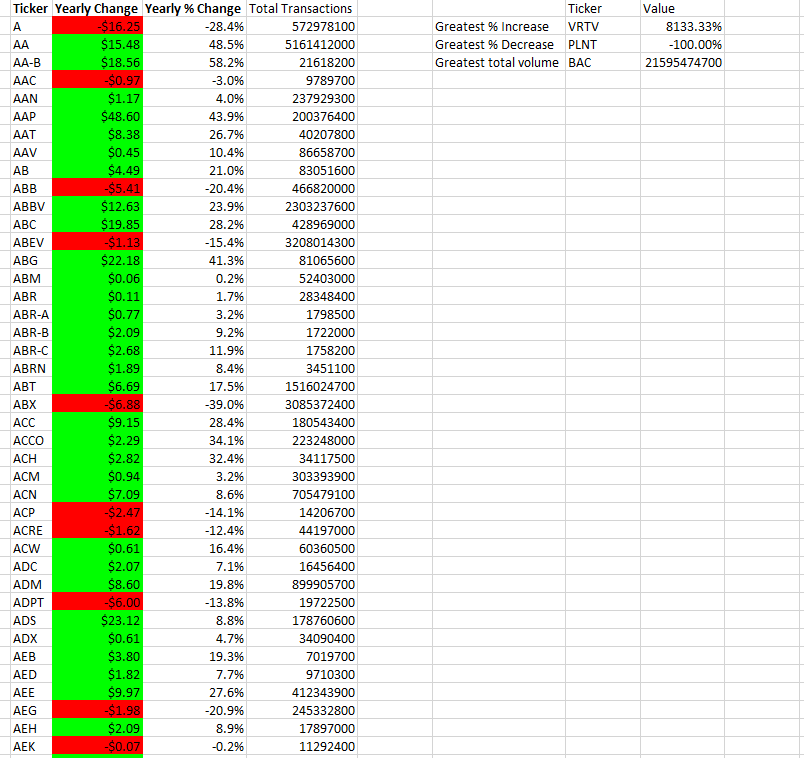 Ticker Yearly Change Yearly % Change Total Transactions Ticker Value
A -$16.25 -28.4% 572978100 Greatest % Increase VRTV 8133.33%
AA $15.48 48.5% 5161412000 Greatest % Decrease PLNT -100.00%
AA-B $18.56 58.2% 21618200 Greatest total volume BAC 21595474700
AAC -$0.97 -3.0% 9789700
AAN $1.17 4.0% 237929300
AAP $48.60 43.9% 200376400
AAT $8.38 26.7% 40207800
AAV $0.45 10.4% 86658700
AB $4.49 21.0% 83051600
ABB -$5.41 -20.4% 466820000
ABBV $12.63 23.9% 2303237600
ABC $19.85 28.2% 428969000
ABEV -$1.13 -15.4% 3208014300
ABG $22.18 41.3% 81065600
ABM $0.06 0.2% 52403000
ABR $0.11 1.7% 28348400
ABR-A $0.77 3.2% 1798500
ABR-B $2.09 9.2% 1722000
ABR-C $2.68 11.9% 1758200
ABRN $1.89 8.4% 3451100
ABT $6.69 17.5% 1516024700
ABX -$6.88 -39.0% 3085372400
ACC $9.15 28.4% 180543400
ACCO $2.29 34.1% 223248000
ACH $2.82 32.4% 34117500
ACM $0.94 3.2% 303393900
ACN $7.09 8.6% 705479100
ACP -$2.47 -14.1% 14206700
ACRE -$1.62 -12.4% 44197000
ACW $0.61 16.4% 60360500
ADC $2.07 7.1% 16456400
ADM $8.60 19.8% 899905700
ADPT -$6.00 -13.8% 19722500
ADS $23.12 8.8% 178760600
ADX $0.61 4.7% 34090400
AEB $3.80 19.3% 7019700
AED $1.82 7.7% 9710300
AEE $9.97 27.6% 412343900
AEG -$1.98 -20.9% 245332800
AEH $2.09 8.9% 17897000
AEK -$0.07 -0.2% 11292400